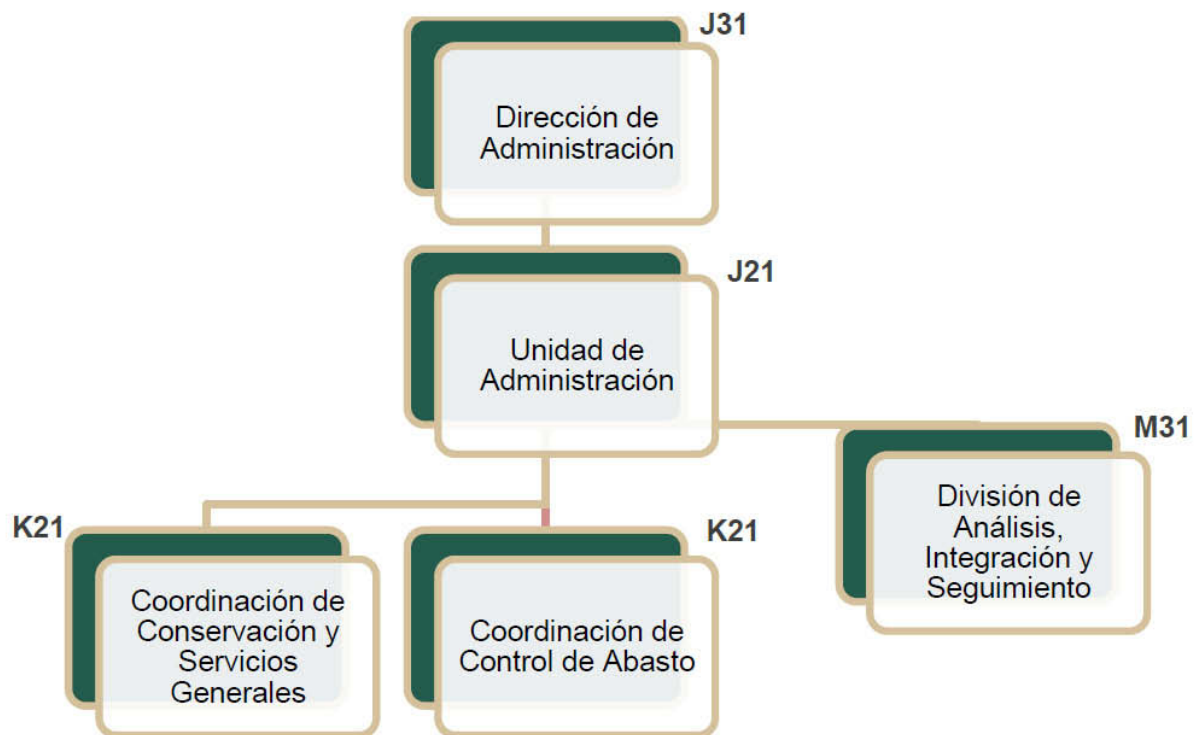 J31
Dirección de
Administración
J21
Unidad de
Administración
M31
División de
Análisis,
Integración y
Seguimiento
K21
Coordinación de
Conservación y
Servicios
Generales
K21
Coordinación de
Control de Abasto